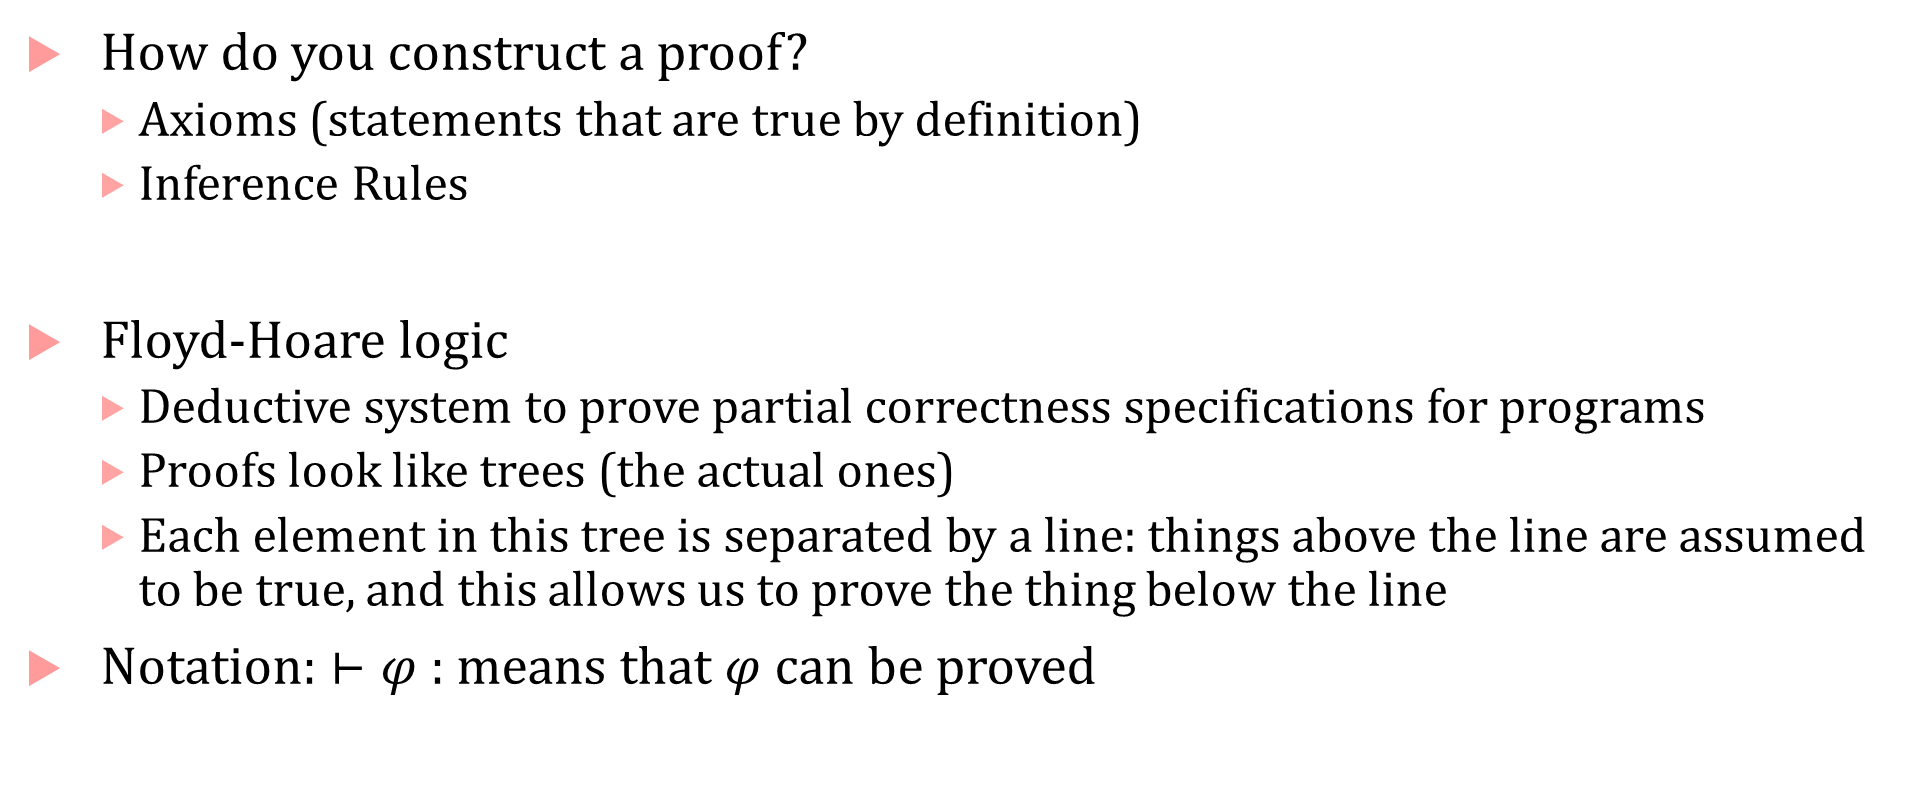 How do you construct a proof?
Axioms (statements that are true by definition)
Inference Rules
Floyd-Hoare logic
Deductive system to prove partial correctness specifications for programs
Proofs look like trees (the actual ones)
Each element in this tree is separated by a line: things above the line are assumed
to be true, and this allows us to prove the thing below the line
Notation: ⊢ φ : means that φ can be proved